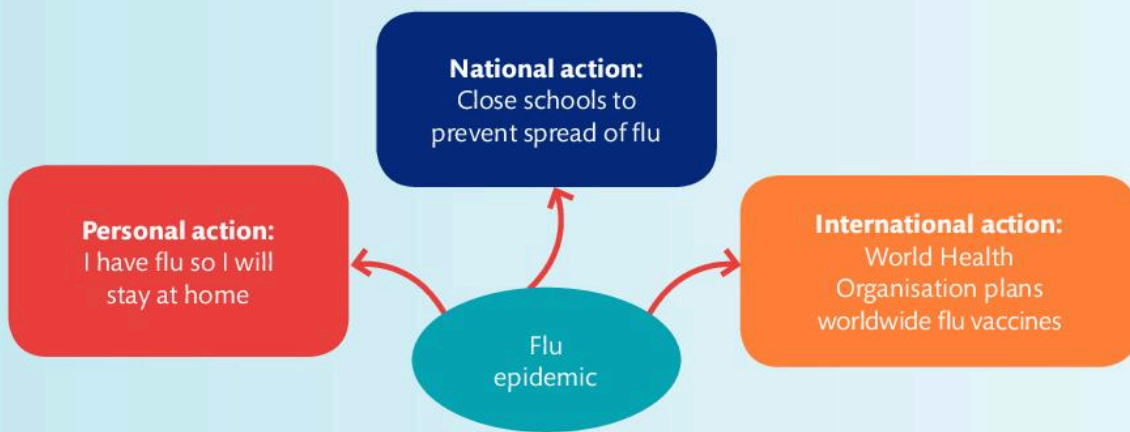 National action:
Close schools to
prevent spread of flu
Personal action:
I have flu so I will
stay at home
International action:
World Health
Organisation plans
worldwide flu vaccines
Flu
epidemic